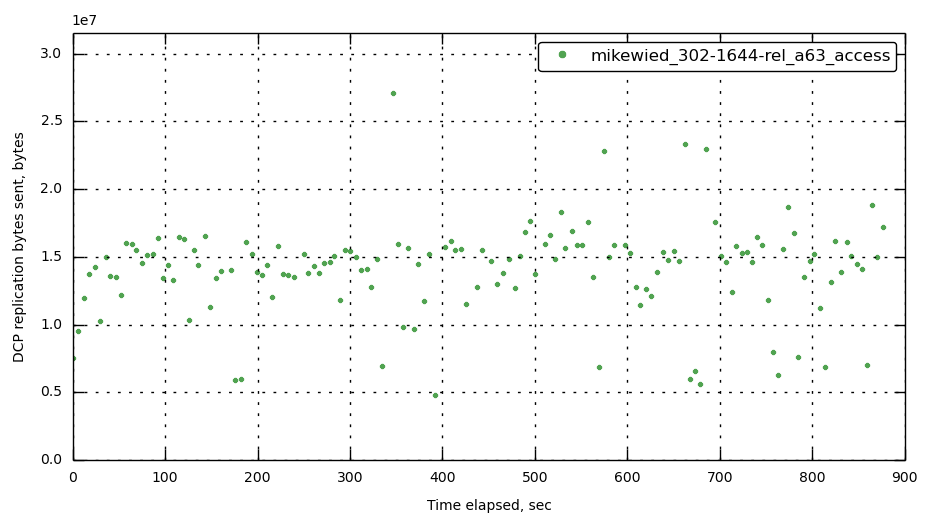 1e7
mikewied_302-1644-rel_a63_access
3.0
2.5
2.0
1.5
1.0
0.5
0.0
DCP replication bytes sent, bytes
0 100 200 300 400 500 600 700 800 900
Time elapsed, sec